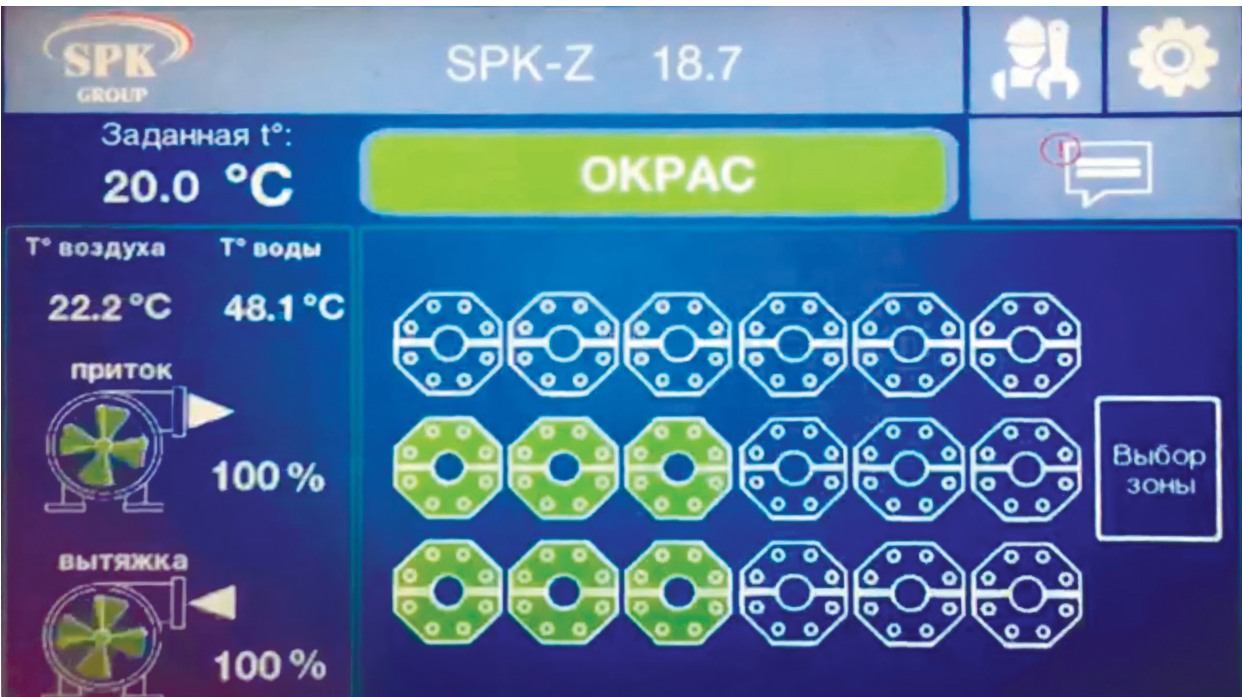 SPK
GROUP
SPK-Z 18.7
Заданная t°:
20.0 °C
ОКРАС
!
T° воздуха T° воды
22.2 °C 48.1 °C
приток
100 %
Выбор
зоны
вытяжка
100 %